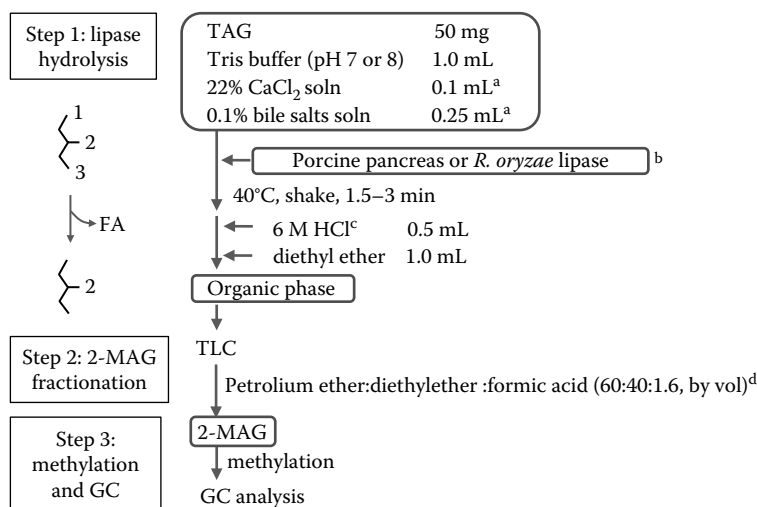 Step 1: lipase
hydrolysis
TAG 50 mg
Tris buffer (pH 7 or 8) 1.0 mL
22% CaCl₂ soln 0.1 mLᵃ
0.1% bile salts soln 0.25 mLᵃ
1
2
3
FA
2
Porcine pancreas or R. oryzae lipase ᵇ
40°C, shake, 1.5–3 min
6 M HClᶜ 0.5 mL
diethyl ether 1.0 mL
Organic phase
Step 2: 2-MAG
fractionation
TLC
Petrolium ether:diethylether :formic acid (60:40:1.6, by vol)ᵈ
Step 3:
methylation
and GC
2-MAG
methylation
GC analysis